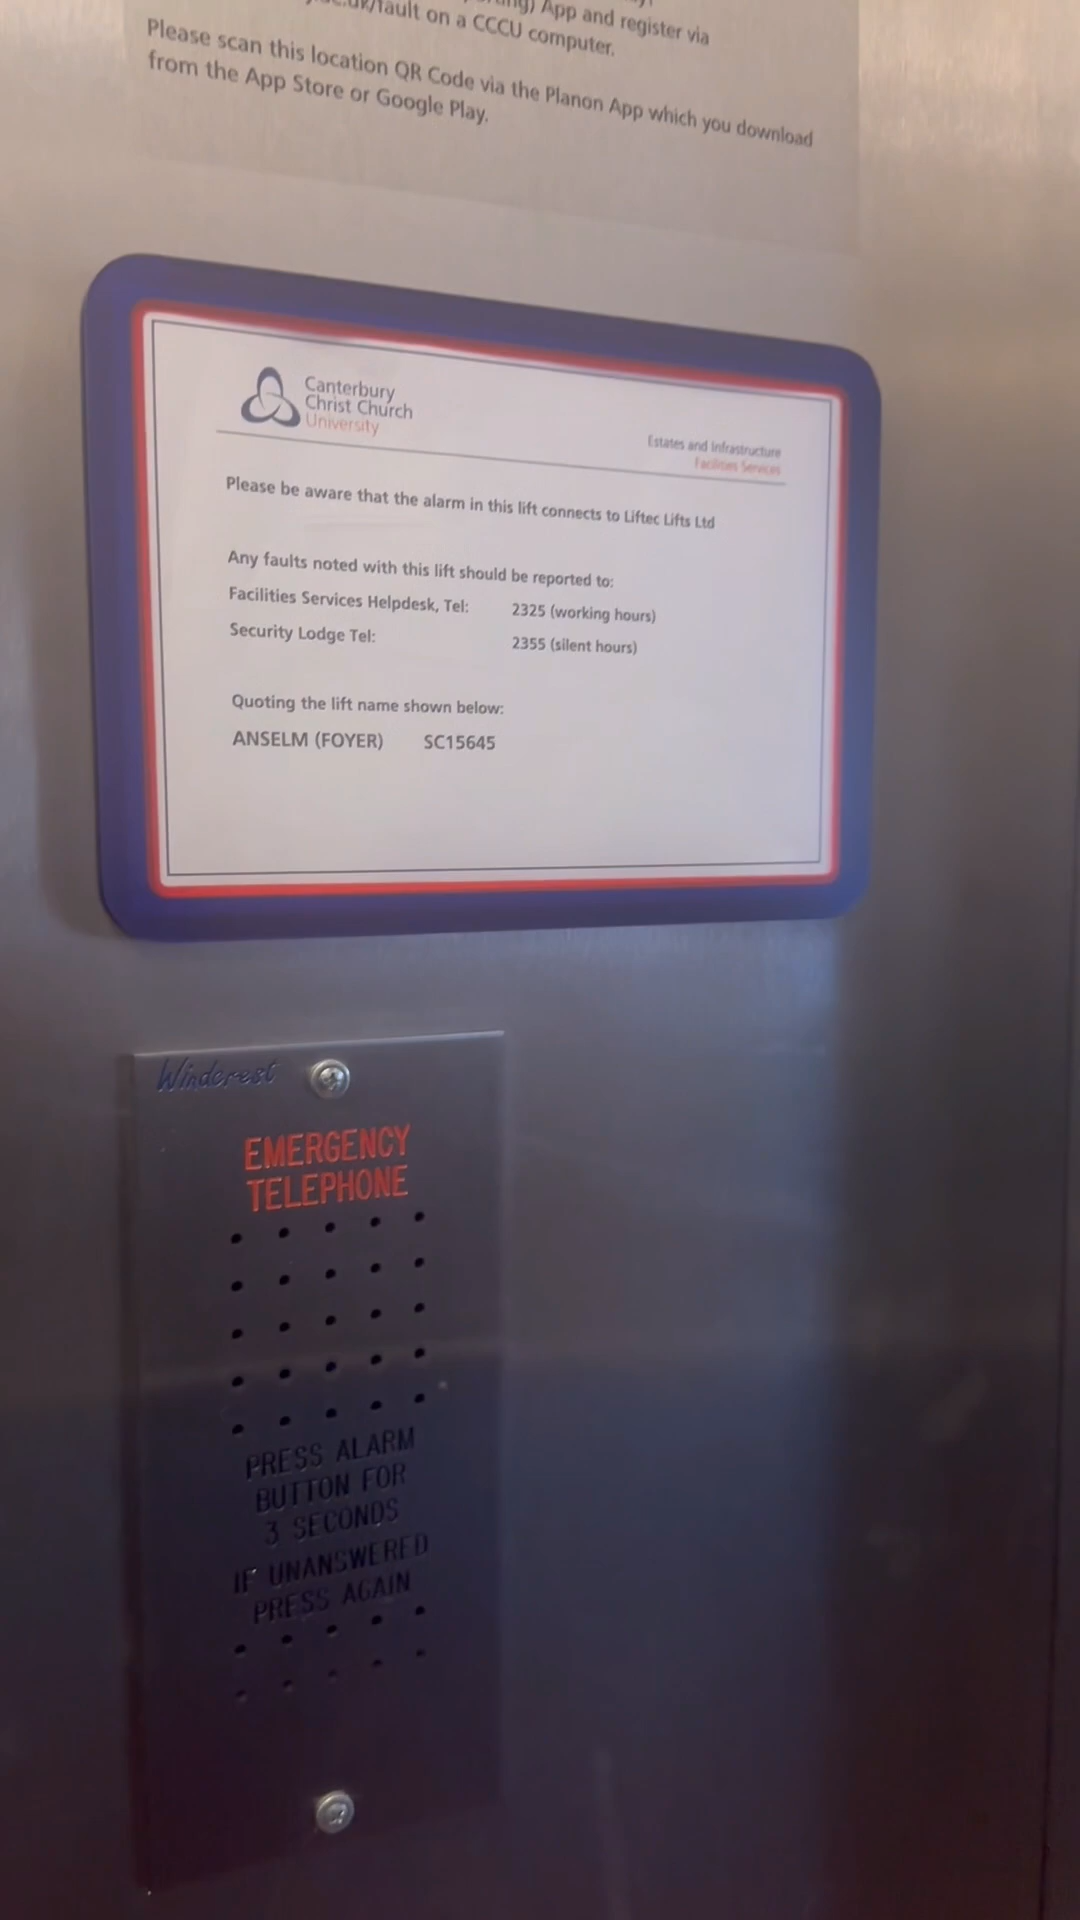 App and register via
fault on a CCCU computer.
Please scan this location QR Code via the Planon App which you download
from the App Store or Google Play.
Canterbury
Christ Church
University
Estates and Infrastructure
Facilities Services
Please be aware that the alarm in this lift connects to Liftec Lifts Ltd
Any faults noted with this lift should be reported to:
Facilities Services Helpdesk, Tel: 2325 (working hours)
Security Lodge Tel: 2355 (silent hours)
Quoting the lift name shown below:
ANSELM (FOYER) SC15645
Windcrest
EMERGENCY
TELEPHONE
PRESS ALARM
BUTTON FOR
3 SECONDS
IF UNANSWERED
PRESS AGAIN